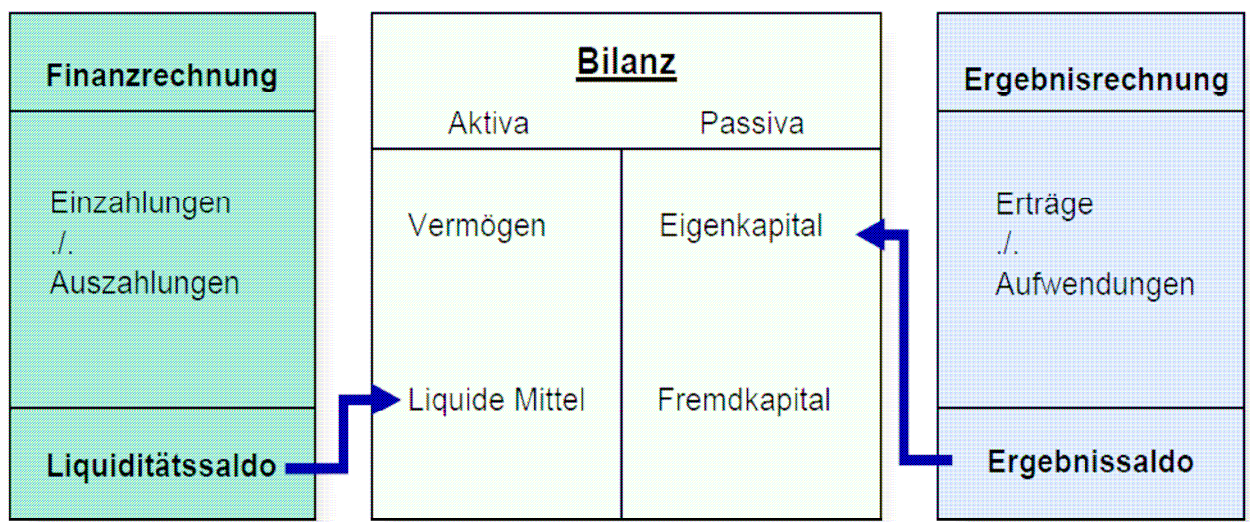 Finanzrechnung
Einzahlungen
./.
Auszahlungen
Liquiditätssaldo
Bilanz
Aktiva Passiva
Vermögen Eigenkapital
Liquide Mittel Fremdkapital
Ergebnisrechnung
Erträge
./.
Aufwendungen
Ergebnissaldo